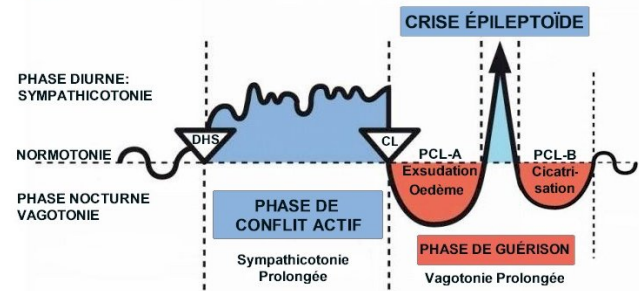 CRISE ÉPILEPTOÏDE
PHASE DIURNE:
SYMPATHICOTONIE
DHS
CL
NORMOTONIE
PCL-A
Exsudation
Oedème
PCL-B
Cicatri-
sation
PHASE NOCTURNE
VAGOTONIE
PHASE DE
CONFLIT ACTIF
PHASE DE GUÉRISON
Sympathicotonie
Prolongée
Vagotonie Prolongée